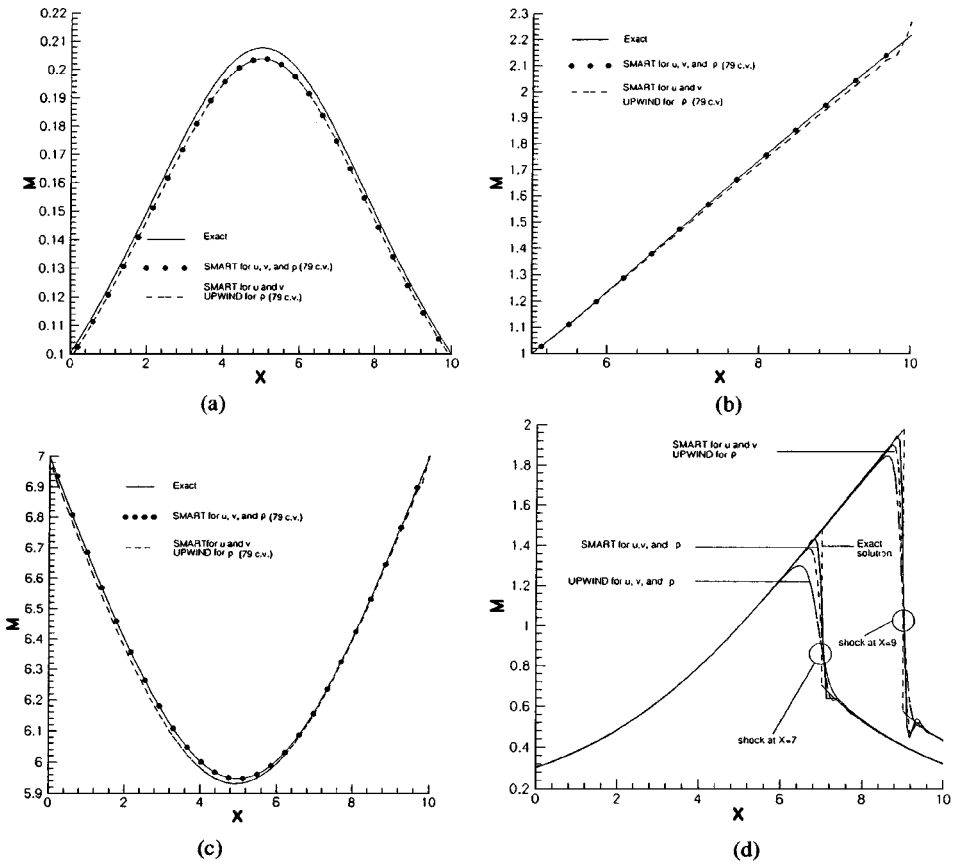 0.22
0.21
0.20
0.19
0.18
0.17
0.16
0.15
0.14
0.13
0.12
0.11
0.1
M
0 2 4 6 8 10
X
Exact
SMART for u, v, and ρ (79 c.v.)
SMART for u and v
UPWIND for ρ (79 c.v.)
(a)
2.3
2.2
2.1
2
1.9
1.8
1.7
1.6
1.5
1.4
1.3
1.2
1.1
1
M
6 8 10
X
Exact
SMART for u, v, and ρ (79 c.v.)
SMART for u and v
UPWIND for ρ (79 c.v)
(b)
7
6.9
6.8
6.7
6.6
6.5
6.4
6.3
6.2
6.1
6
5.9
M
0 2 4 6 8 10
X
Exact
SMART for u, v, and ρ (79 c.v.)
SMARTfor u and v
UPWIND for ρ (79 c.v.)
(c)
2
1.8
1.6
1.4
1.2
1
0.8
0.6
0.4
0.2
M
0 2 4 6 8 10
X
SMART for u and v
UPWIND for ρ
SMART for u,v, and ρ
UPWIND for u, v, and ρ
Exact
solution
shock at X=9
shock at X=7
(d)